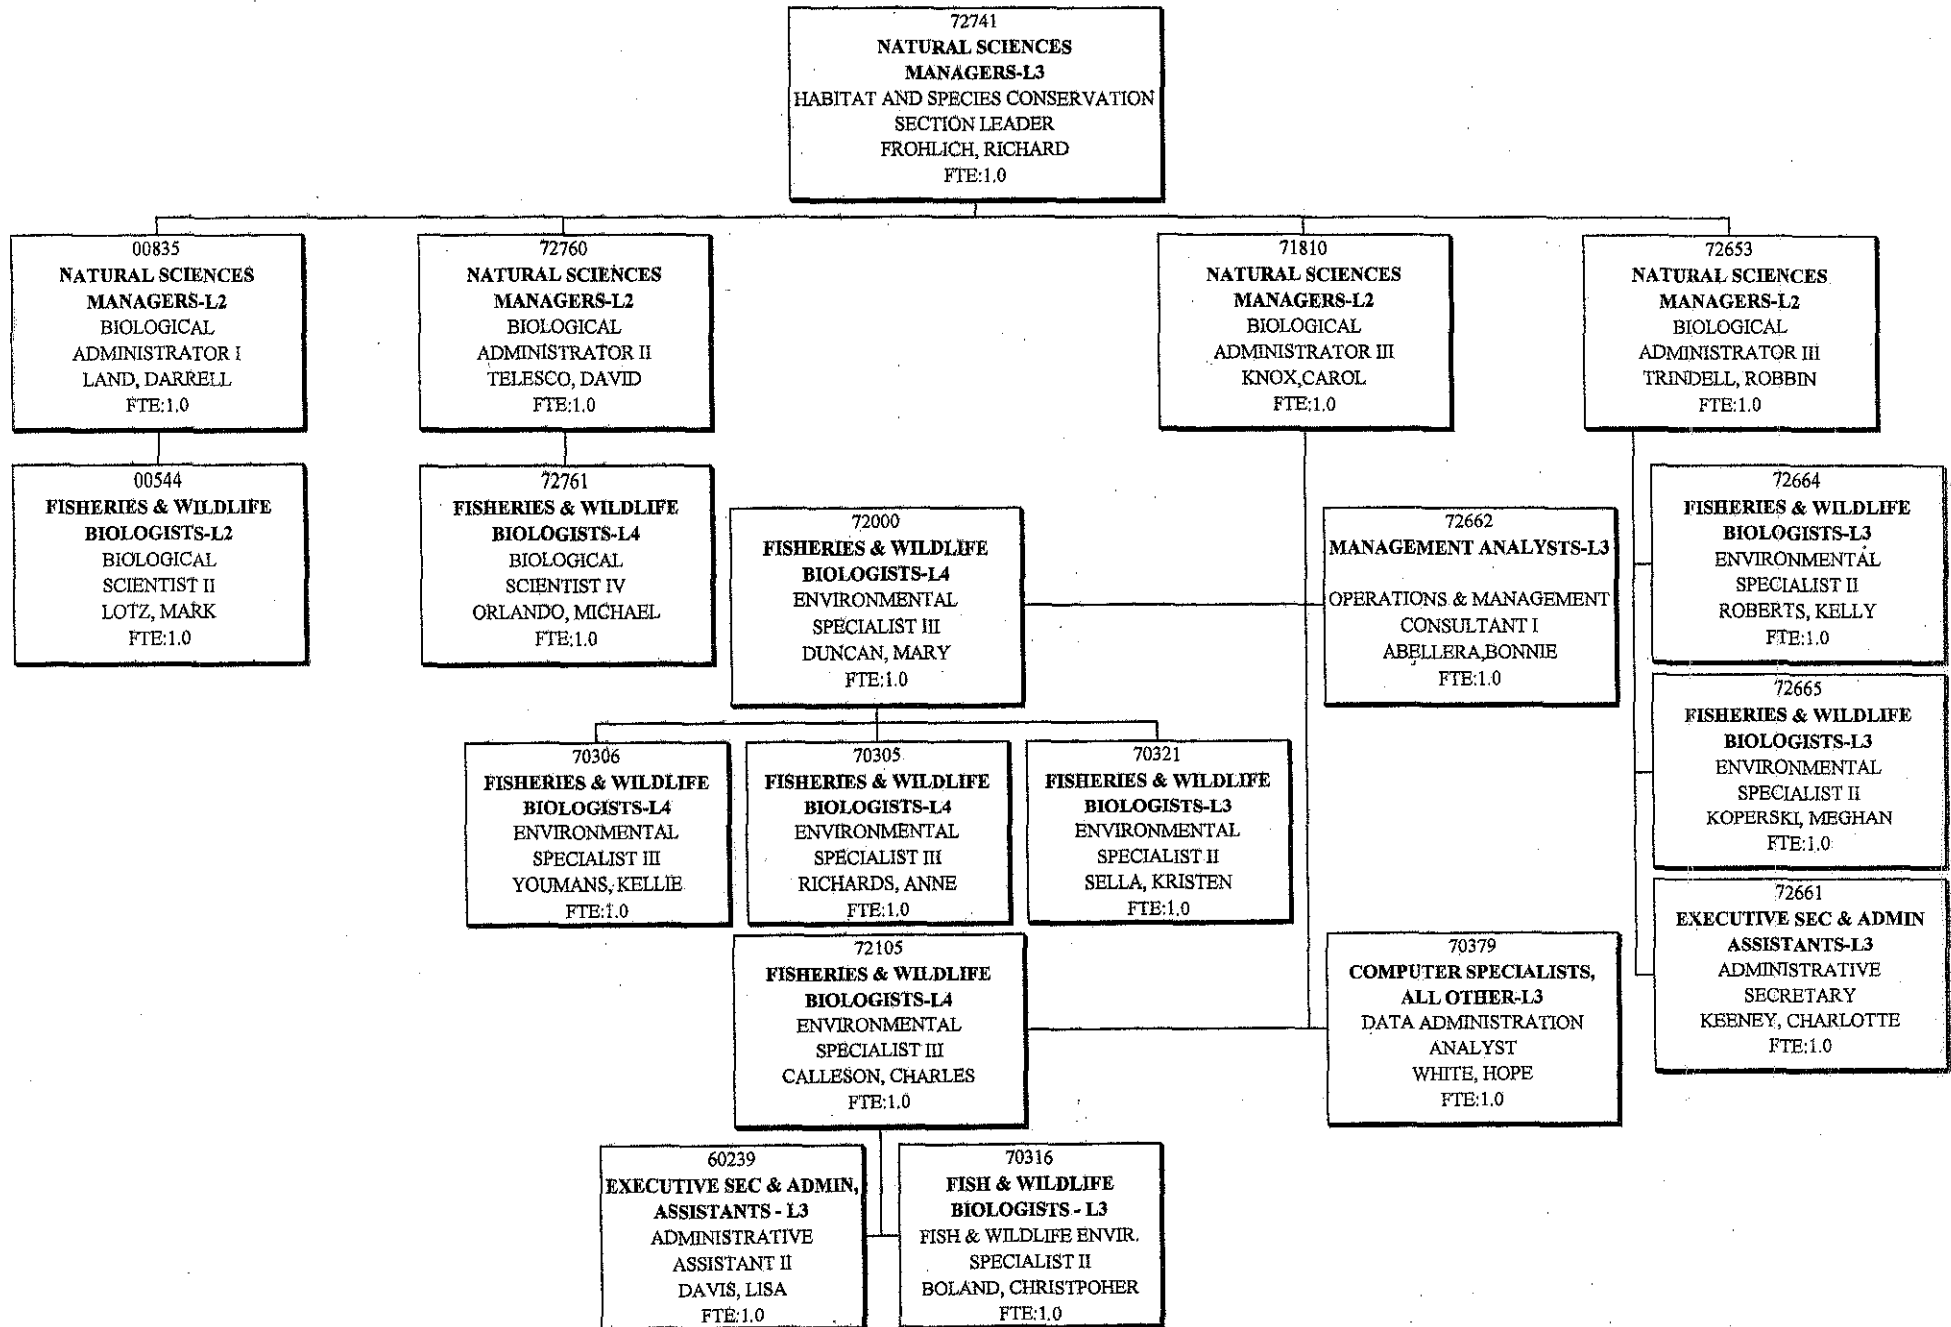 72741
NATURAL SCIENCES
MANAGERS-L3
HABITAT AND SPECIES CONSERVATION
SECTION LEADER
FROHLICH, RICHARD
FTE:1.0
00835
NATURAL SCIENCES
MANAGERS-L2
BIOLOGICAL
ADMINISTRATOR I
LAND, DARRELL
FTE:1.0
72760
NATURAL SCIENCES
MANAGERS-L2
BIOLOGICAL
ADMINISTRATOR II
TELESCO, DAVID
FTE:1.0
71810
NATURAL SCIENCES
MANAGERS-L2
BIOLOGICAL
ADMINISTRATOR III
KNOX,CAROL
FTE:1.0
72653
NATURAL SCIENCES
MANAGERS-L2
BIOLOGICAL
ADMINISTRATOR III
TRINDELL, ROBBIN
FTE:1.0
00544
FISHERIES & WILDLIFE
BIOLOGISTS-L2
BIOLOGICAL
SCIENTIST II
LOTZ, MARK
FTE:1.0
72761
FISHERIES & WILDLIFE
BIOLOGISTS-L4
BIOLOGICAL
SCIENTIST IV
ORLANDO, MICHAEL
FTE:1.0
72000
FISHERIES & WILDLIFE
BIOLOGISTS-L4
ENVIRONMENTAL
SPECIALIST III
DUNCAN, MARY
FTE:1.0
72662
MANAGEMENT ANALYSTS-L3
OPERATIONS & MANAGEMENT
CONSULTANT I
ABELLERA,BONNIE
FTE:1.0
72664
FISHERIES & WILDLIFE
BIOLOGISTS-L3
ENVIRONMENTAL
SPECIALIST II
ROBERTS, KELLY
FTE:1.0
72665
FISHERIES & WILDLIFE
BIOLOGISTS-L3
ENVIRONMENTAL
SPECIALIST II
KOPERSKI, MEGHAN
FTE:1.0
70306
FISHERIES & WILDLIFE
BIOLOGISTS-L4
ENVIRONMENTAL
SPECIALIST III
YOUMANS, KELLIE
FTE:1.0
70305
FISHERIES & WILDLIFE
BIOLOGISTS-L4
ENVIRONMENTAL
SPECIALIST III
RICHARDS, ANNE
FTE:1.0
70321
FISHERIES & WILDLIFE
BIOLOGISTS-L3
ENVIRONMENTAL
SPECIALIST II
SELLA, KRISTEN
FTE:1.0
72661
EXECUTIVE SEC & ADMIN
ASSISTANTS-L3
ADMINISTRATIVE
SECRETARY
KEENEY, CHARLOTTE
FTE:1.0
72105
FISHERIES & WILDLIFE
BIOLOGISTS-L4
ENVIRONMENTAL
SPECIALIST III
CALLESON, CHARLES
FTE:1.0
70379
COMPUTER SPECIALISTS,
ALL OTHER-L3
DATA ADMINISTRATION
ANALYST
WHITE, HOPE
FTE:1.0
60239
EXECUTIVE SEC & ADMIN,
ASSISTANTS - L3
ADMINISTRATIVE
ASSISTANT II
DAVIS, LISA
FTE:1.0
70316
FISH & WILDLIFE
BIOLOGISTS - L3
FISH & WILDLIFE ENVIR.
SPECIALIST II
BOLAND, CHRISTPOHER
FTE:1.0